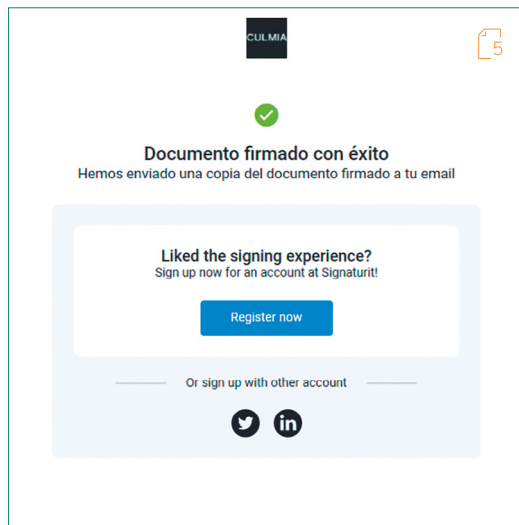 CULMIA
5
Documento firmado con éxito
Hemos enviado una copia del documento firmado a tu email
Liked the signing experience?
Sign up now for an account at Signaturit!
Register now
Or sign up with other account
in